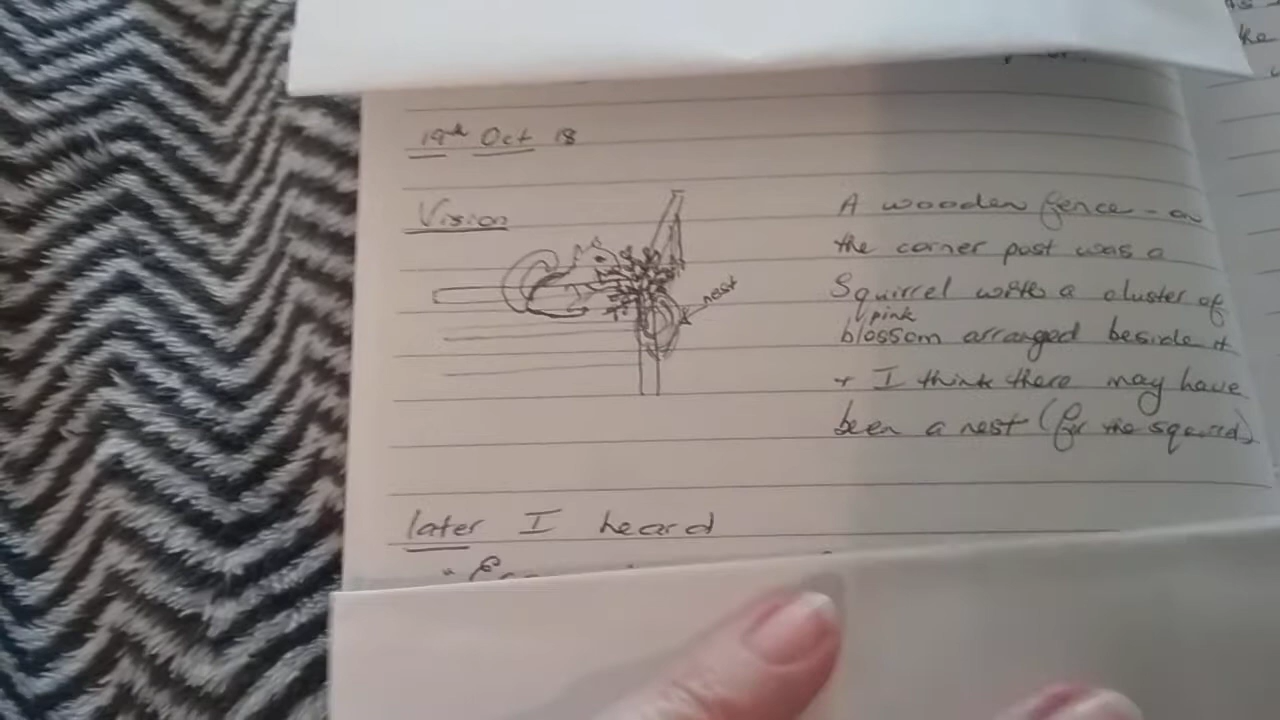 19th Oct 18
Vision
nest
A wooden fence - on
the corner post was a
Squirrel with a cluster of
pink
blossom arranged beside it
+ I think there may have
been a nest (for the squirrel).
later I heard
the